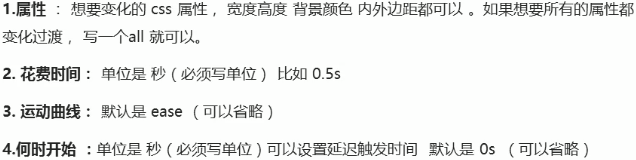 1.属性 ： 想要变化的 css 属性， 宽度高度 背景颜色 内外边距都可以 。如果想要所有的属性都
变化过渡， 写一个all 就可以。
2. 花费时间： 单位是 秒（必须写单位） 比如 0.5s
3. 运动曲线： 默认是 ease （可以省略）
4.何时开始 ：单位是 秒（必须写单位）可以设置延迟触发时间 默认是 0s （可以省略）